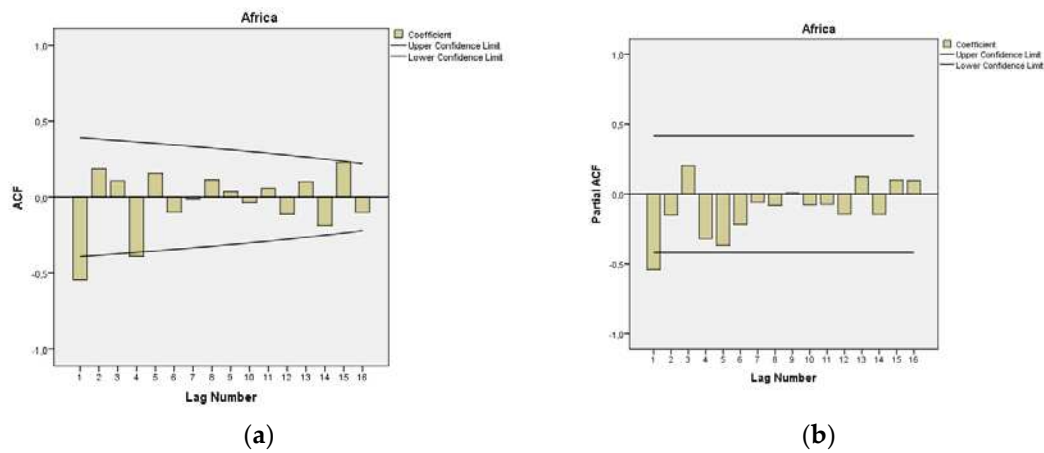 Africa
Coefficient
Upper Confidence Limit
Lower Confidence Limit
1,0
0,5
0,0
-0,5
-1,0
ACF
1 2 3 4 5 6 7 8 9 10 11 12 13 14 15 16
Lag Number
(a)
Africa
Coefficient
Upper Confidence Limit
Lower Confidence Limit
1,0
0,5
0,0
-0,5
-1,0
Partial ACF
1 2 3 4 5 6 7 8 9 10 11 12 13 14 15 16
Lag Number
(b)